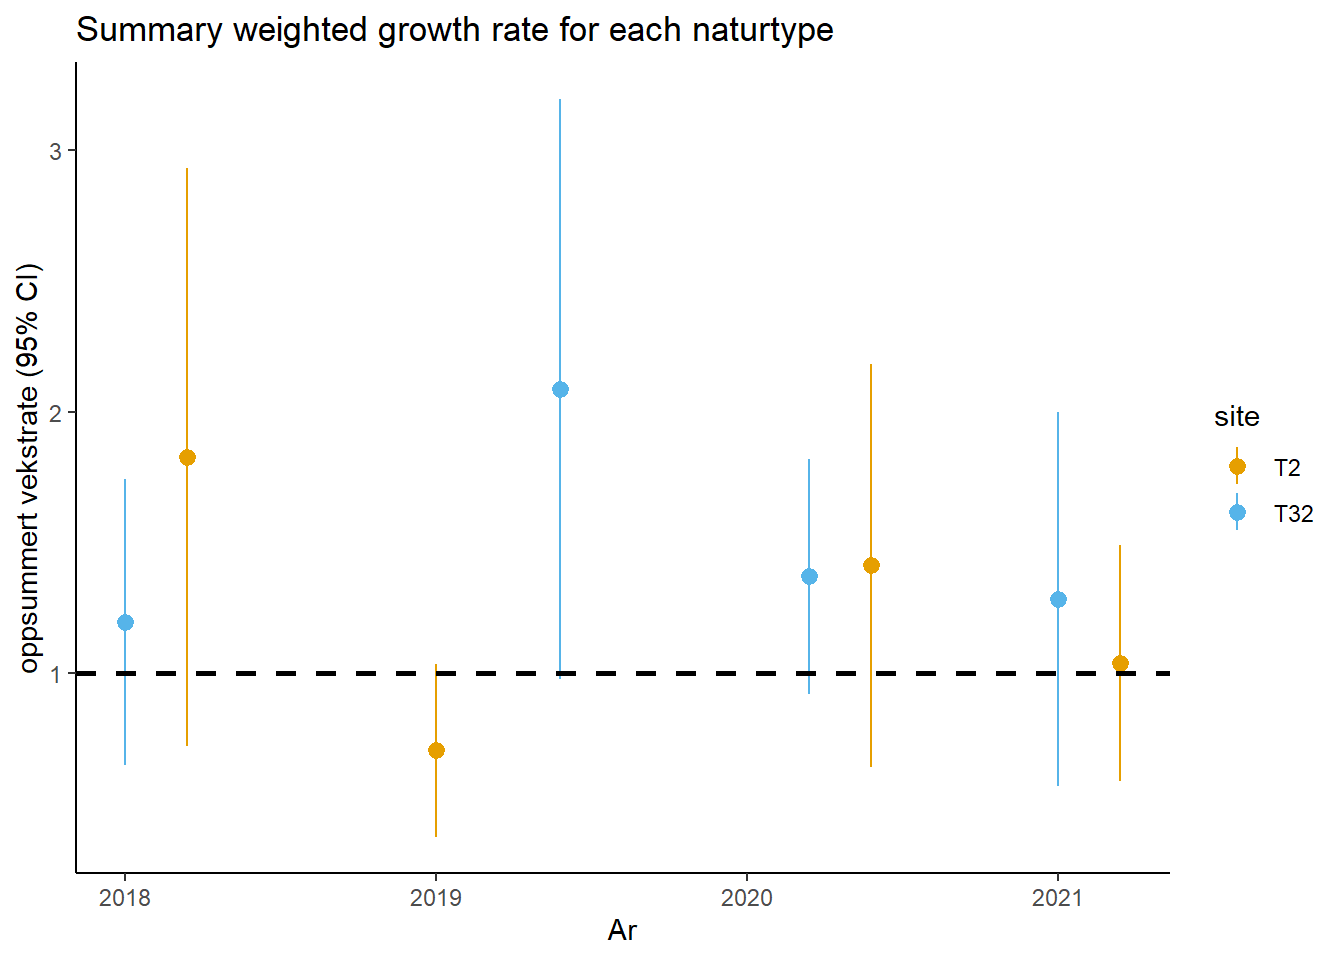 Summary weighted growth rate for each naturtype
oppsummert vekstrate (95% CI)
3
2
1
2018
2019
2020
2021
Ar
site
T2
T32